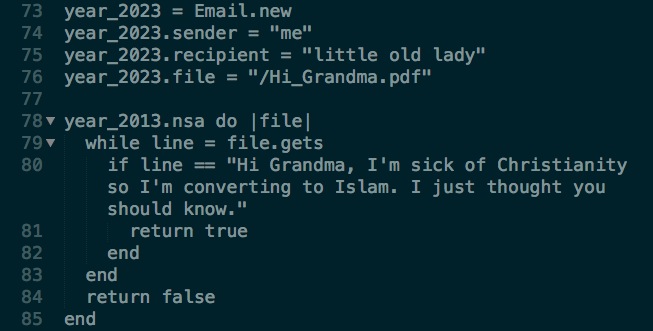 73 year_2023 = Email.new
74 year_2023.sender = "me"
75 year_2023.recipient = "little old lady"
76 year_2023.file = "/Hi_Grandma.pdf"
77
78▼ year_2013.nsa do |file|
79▼   while line = file.gets
80     if line == "Hi Grandma, I'm sick of Christianity
so I'm converting to Islam. I just thought you
should know."
81       return true
82     end
83   end
84   return false
85 end